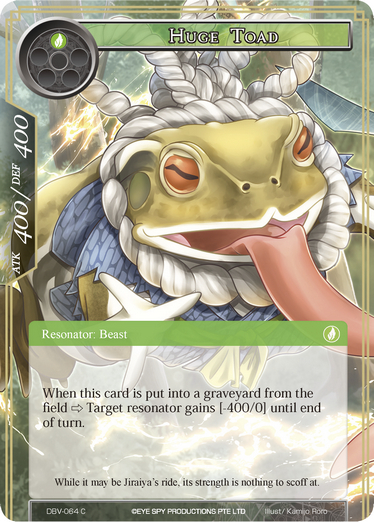 HUGE TOAD
ATK 400/DEF 400
Resonator: Beast
When this card is put into a graveyard from the
field ⇨ Target resonator gains [-400/0] until end
of turn.
While it may be Jiraiya's ride, its strength is nothing to scoff at.
DBV-064 C ©EYE SPY PRODUCTIONS PTE LTD Illust/ Kamijo Roro